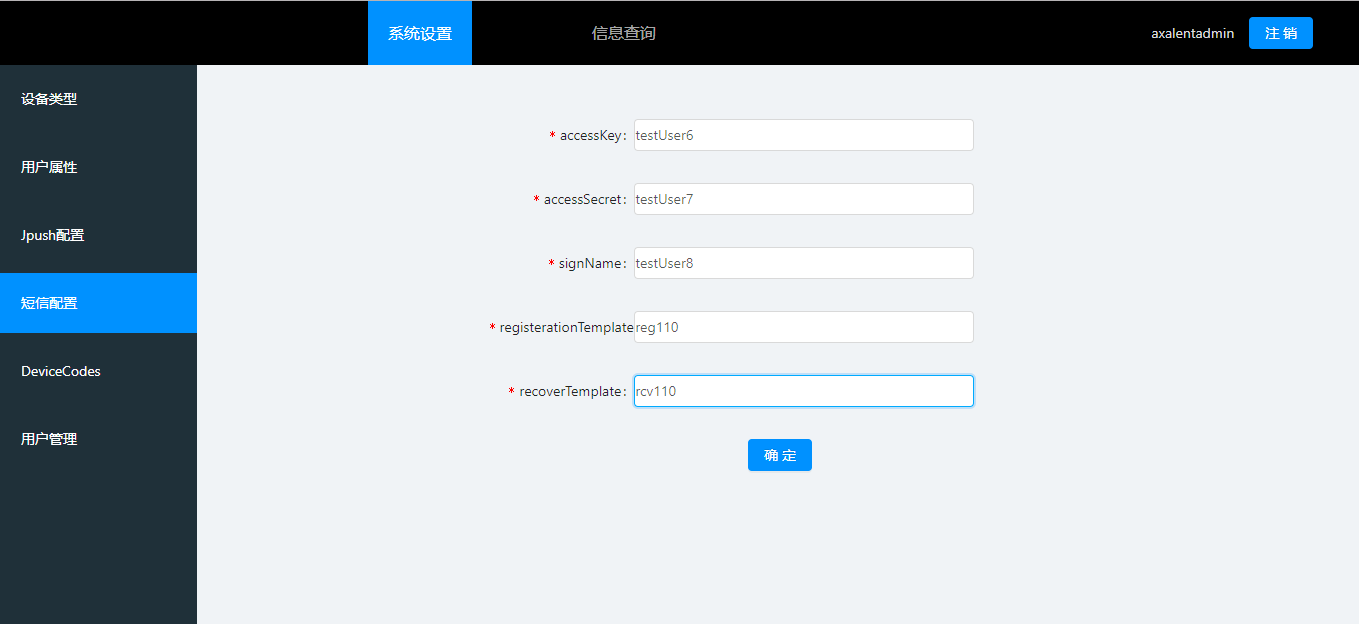 系统设置 信息查询 axalentadmin 注 销
设备类型
用户属性
Jpush配置
短信配置
DeviceCodes
用户管理
* accessKey: testUser6
* accessSecret: testUser7
* signName: testUser8
* registerationTemplate reg110
* recoverTemplate: rcv110
确 定